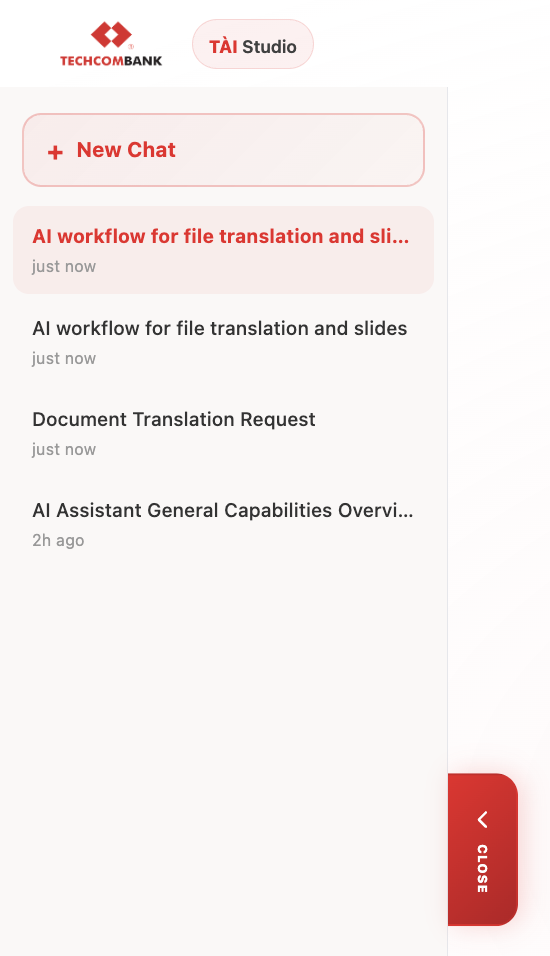 TECHCOMBANK
TÀI Studio
+ New Chat
AI workflow for file translation and sli...
just now
AI workflow for file translation and slides
just now
Document Translation Request
just now
AI Assistant General Capabilities Overvi...
2h ago
CLOSE